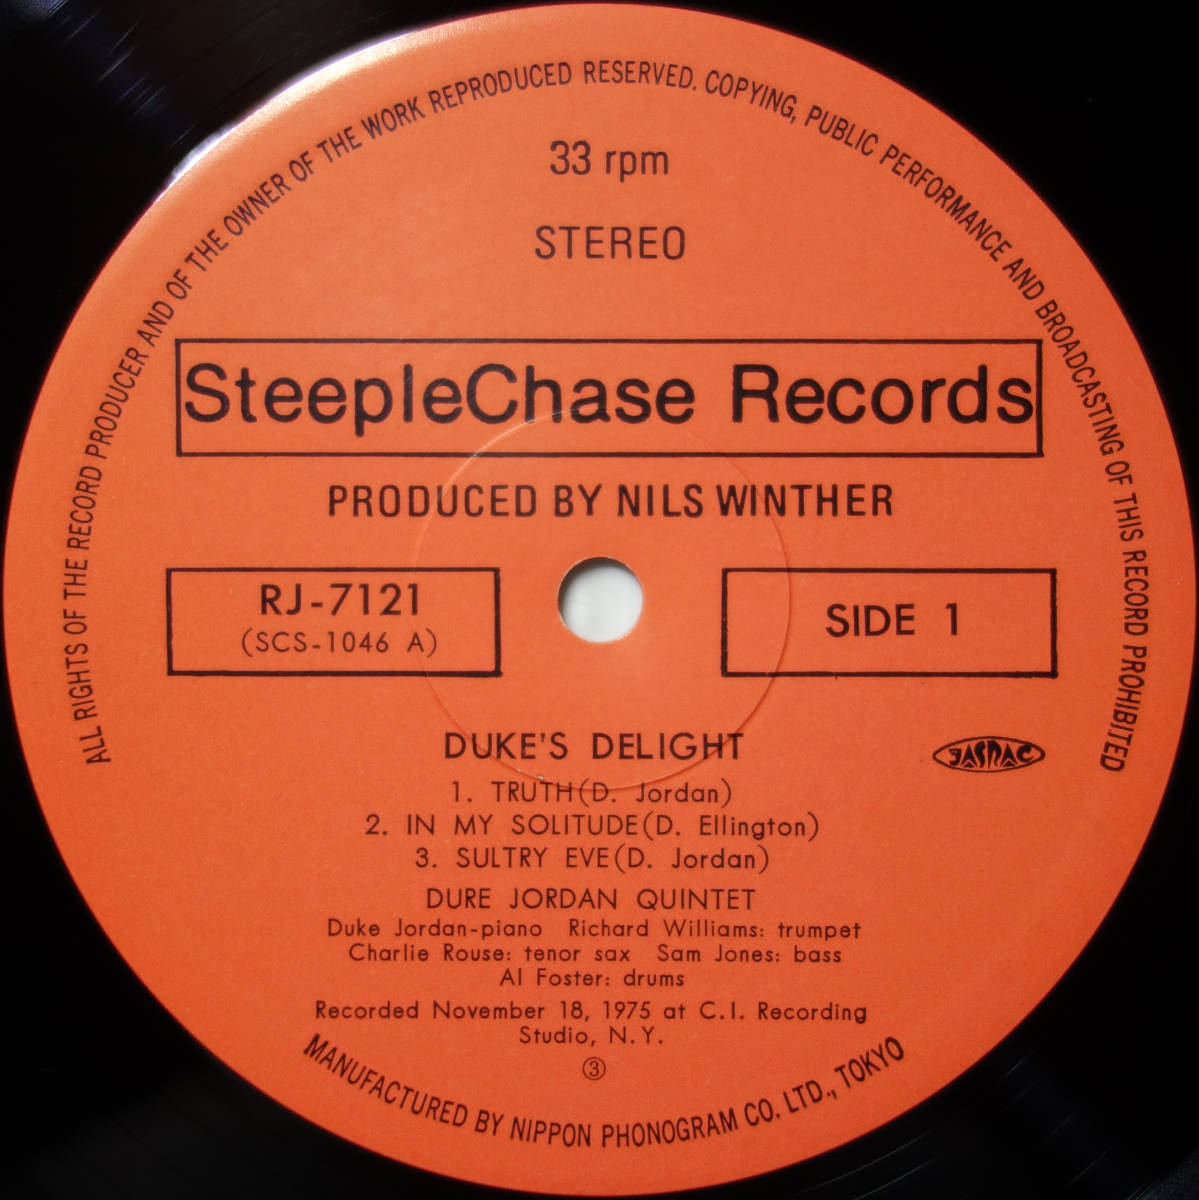 ALL RIGHTS OF THE RECORD PRODUCER AND OF THE OWNER OF THE WORK REPRODUCED RESERVED. COPYING, PUBLIC PERFORMANCE AND BROADCASTING OF THIS RECORD PROHIBITED
33 rpm
STEREO
SteepleChase Records
PRODUCED BY NILS WINTHER
RJ-7121
(SCS-1046 A)
SIDE 1
DUKE'S DELIGHT
JASRAC
1. TRUTH(D. Jordan)
2. IN MY SOLITUDE(D. Ellington)
3. SULTRY EVE(D. Jordan)
DURE JORDAN QUINTET
Duke Jordan-piano Richard Williams: trumpet
Charlie Rouse: tenor sax Sam Jones: bass
Al Foster: drums
Recorded November 18, 1975 at C.I. Recording
Studio, N.Y.
③
MANUFACTURED BY NIPPON PHONOGRAM CO. LTD., TOKYO